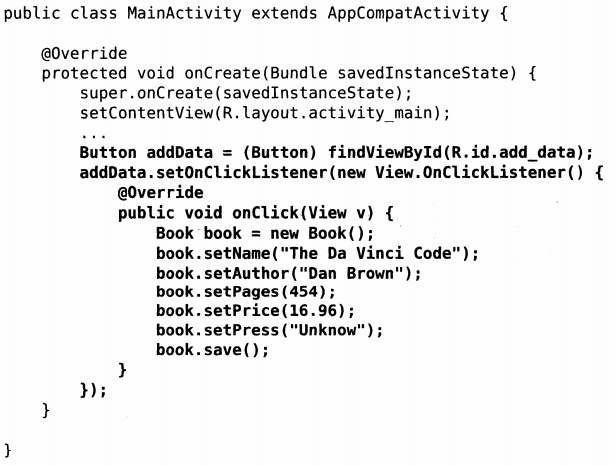 public class MainActivity extends AppCompatActivity {

    @Override
    protected void onCreate(Bundle savedInstanceState) {
        super.onCreate(savedInstanceState);
        setContentView(R.layout.activity_main);
        ...
        Button addData = (Button) findViewById(R.id.add_data);
        addData.setOnClickListener(new View.OnClickListener() {
            @Override
            public void onClick(View v) {
                Book book = new Book();
                book.setName("The Da Vinci Code");
                book.setAuthor("Dan Brown");
                book.setPages(454);
                book.setPrice(16.96);
                book.setPress("Unknow");
                book.save();
            }
        });
    }

}